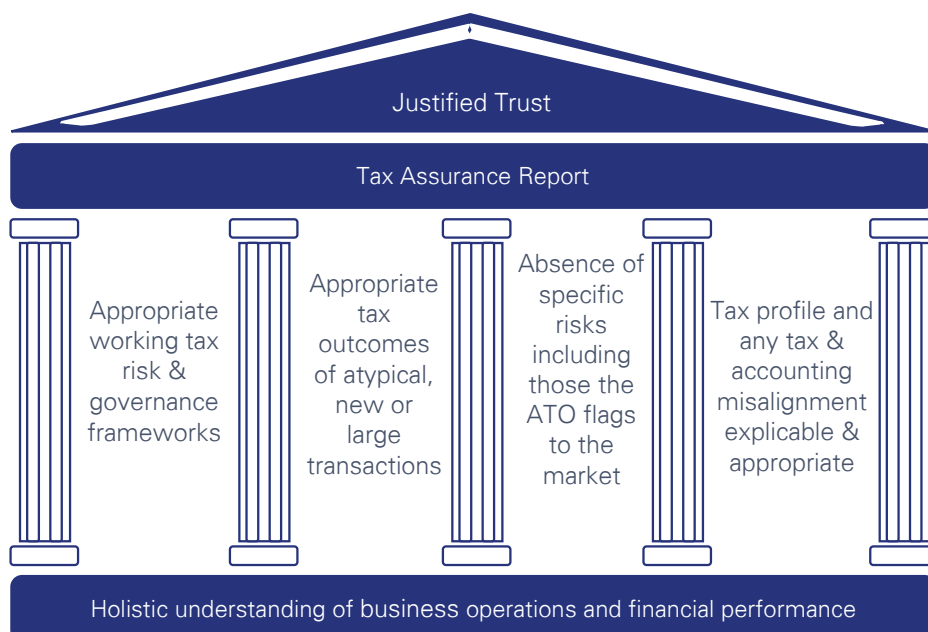 Justified Trust
Tax Assurance Report
Appropriate
working tax
risk &
governance
frameworks
Appropriate
tax
outcomes
of atypical,
new or
large
transactions
Absence of
specific
risks
including
those the
ATO flags
to the
market
Tax profile and
any tax &
accounting
misalignment
explicable &
appropriate
Holistic understanding of business operations and financial performance